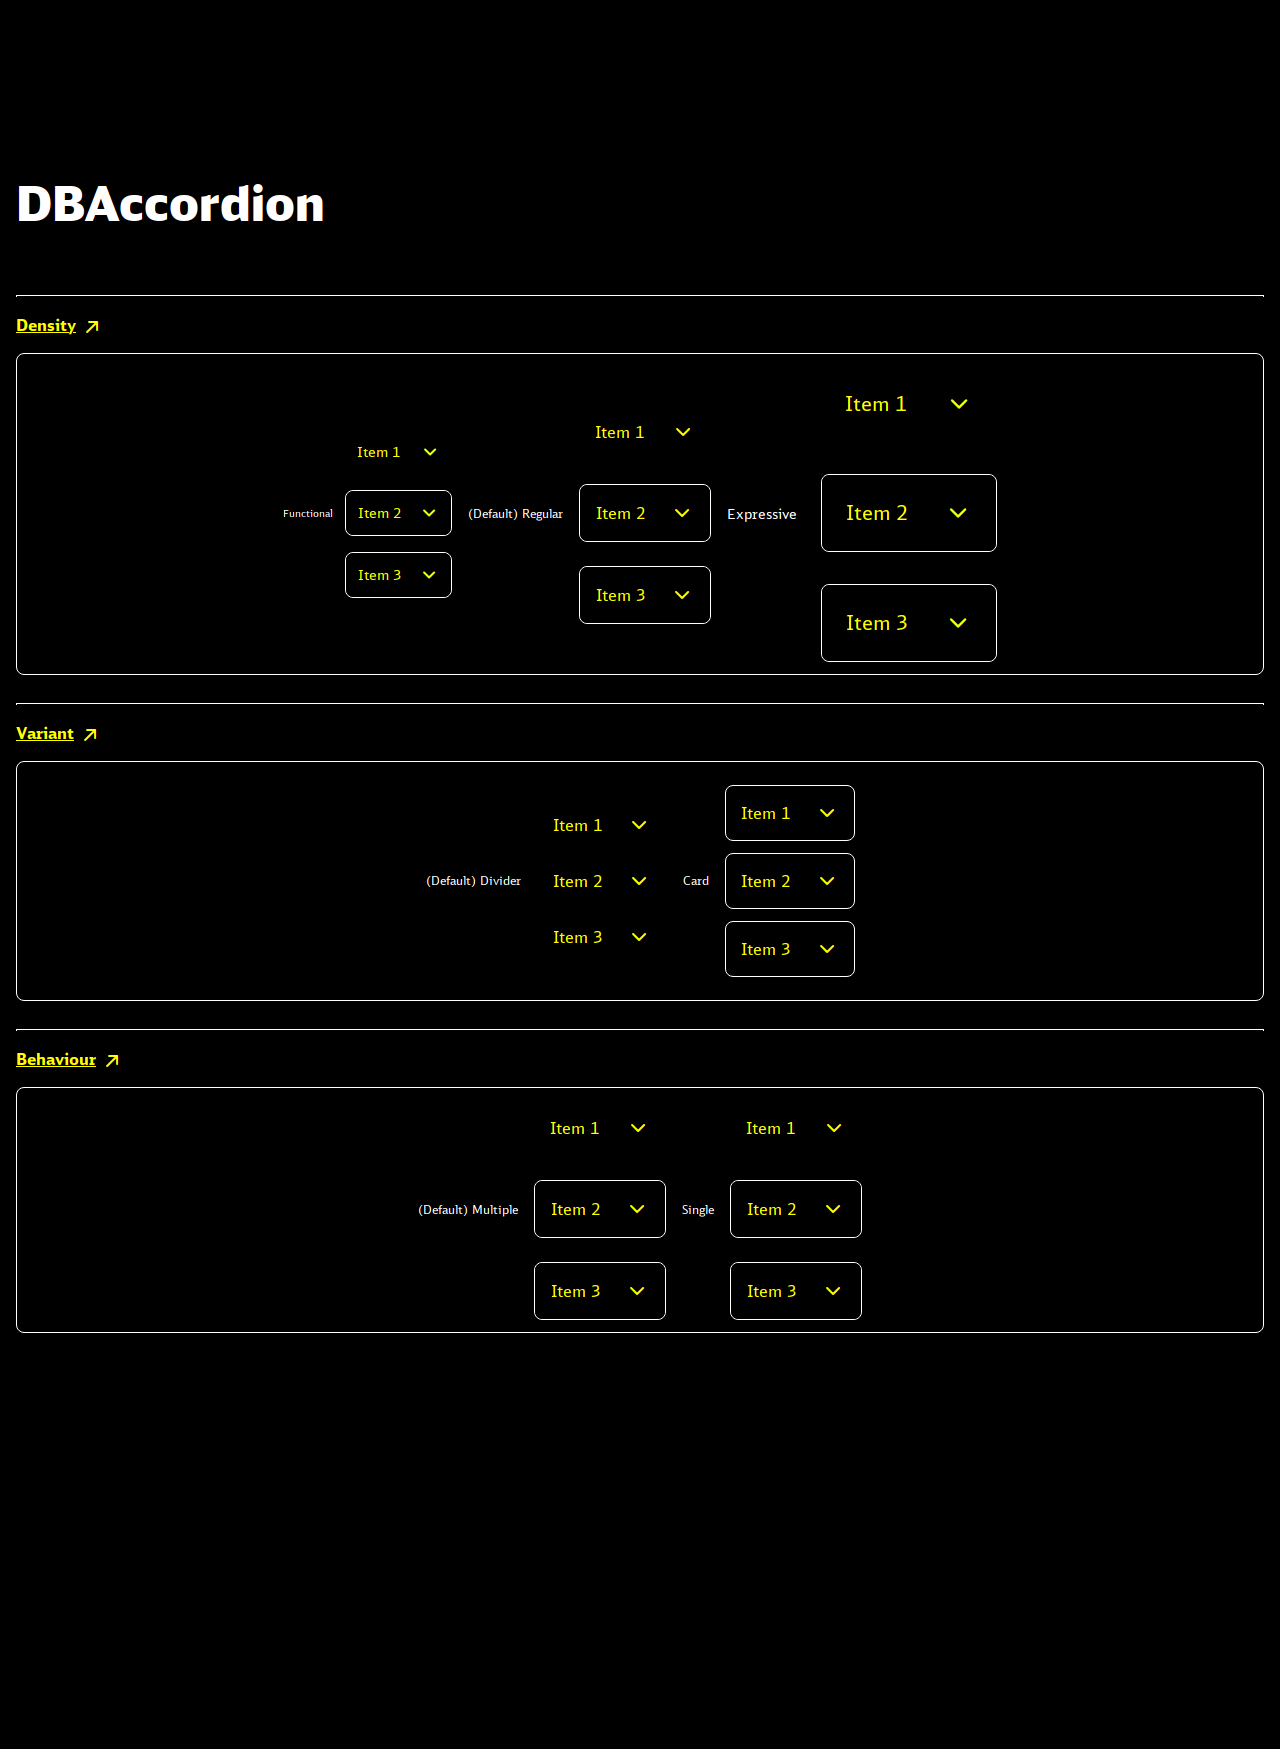 DBAccordion
Density
Functional
Item 1
Item 2
Item 3
(Default) Regular
Item 1
Item 2
Item 3
Expressive
Item 1
Item 2
Item 3
Variant
(Default) Divider
Item 1
Item 2
Item 3
Card
Item 1
Item 2
Item 3
Behaviour
(Default) Multiple
Item 1
Item 2
Item 3
Single
Item 1
Item 2
Item 3